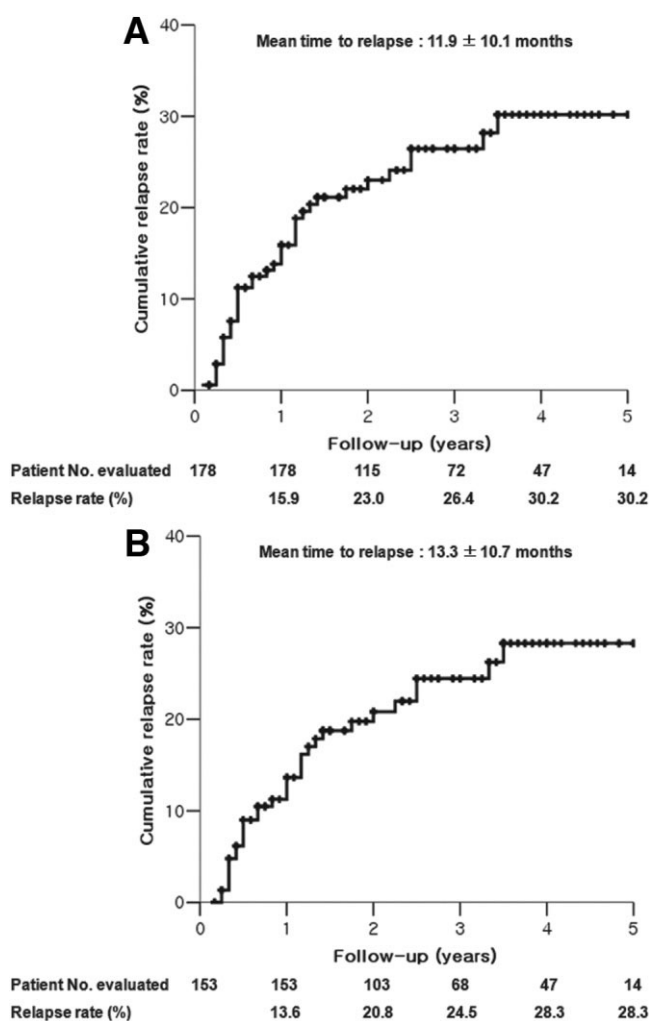 A
Mean time to relapse : 11.9 ± 10.1 months
Cumulative relapse rate (%)
40
30
20
10
0
0 1 2 3 4 5
Follow-up (years)
Patient No. evaluated 178 178 115 72 47 14
Relapse rate (%) 15.9 23.0 26.4 30.2 30.2
B
Mean time to relapse : 13.3 ± 10.7 months
Cumulative relapse rate (%)
40
30
20
10
0
0 1 2 3 4 5
Follow-up (years)
Patient No. evaluated 153 153 103 68 47 14
Relapse rate (%) 13.6 20.8 24.5 28.3 28.3